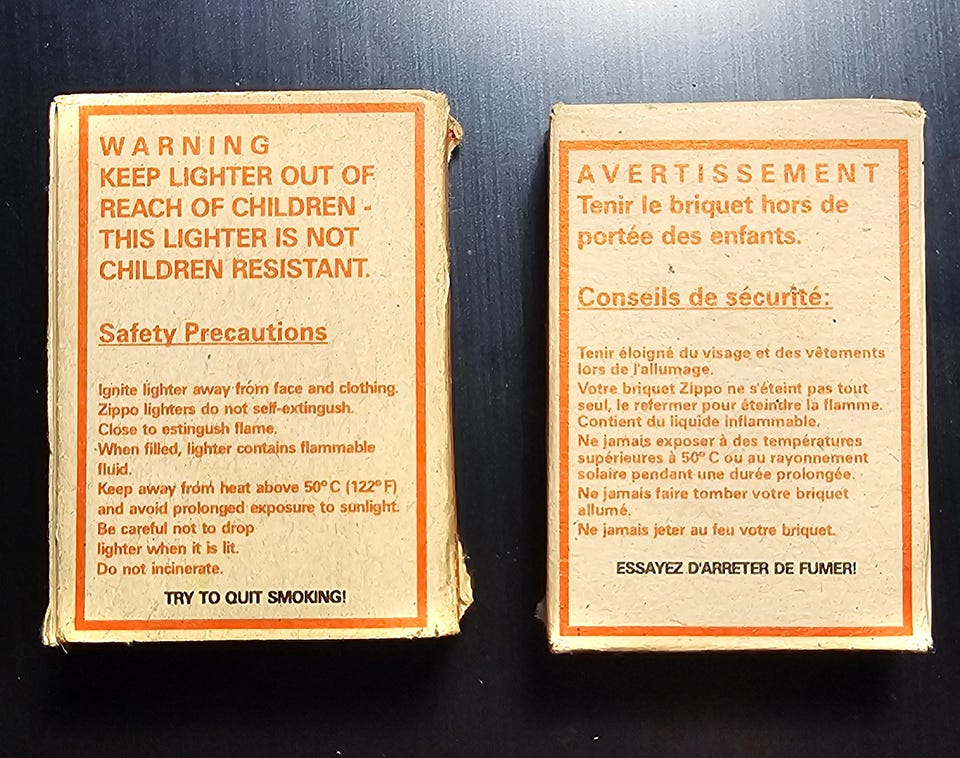 WARNING
KEEP LIGHTER OUT OF
REACH OF CHILDREN -
THIS LIGHTER IS NOT
CHILDREN RESISTANT.
Safety Precautions
Ignite lighter away from face and clothing.
Zippo lighters do not self-extingush.
Close to estingush flame.
When filled, lighter contains flammable
fluid.
Keep away from heat above 50° C (122° F)
and avoid prolonged exposure to sunlight.
Be careful not to drop
lighter when it is lit.
Do not incinerate.
TRY TO QUIT SMOKING!
AVERTISSEMENT
Tenir le briquet hors de
portée des enfants.
Conseils de sécurité:
Tenir éloigné du visage et des vêtements
lors de l'allumage.
Votre briquet Zippo ne s'éteint pas tout
seul, le refermer pour éteindre la flamme.
Contient du liquide inflammable.
Ne jamais exposer à des températures
supérieures à 50° C ou au rayonnement
solaire pendant une durée prolongée.
Ne jamais faire tomber votre briquet
allumé.
Ne jamais jeter au feu votre briquet.
ESSAYEZ D'ARRETER DE FUMER!